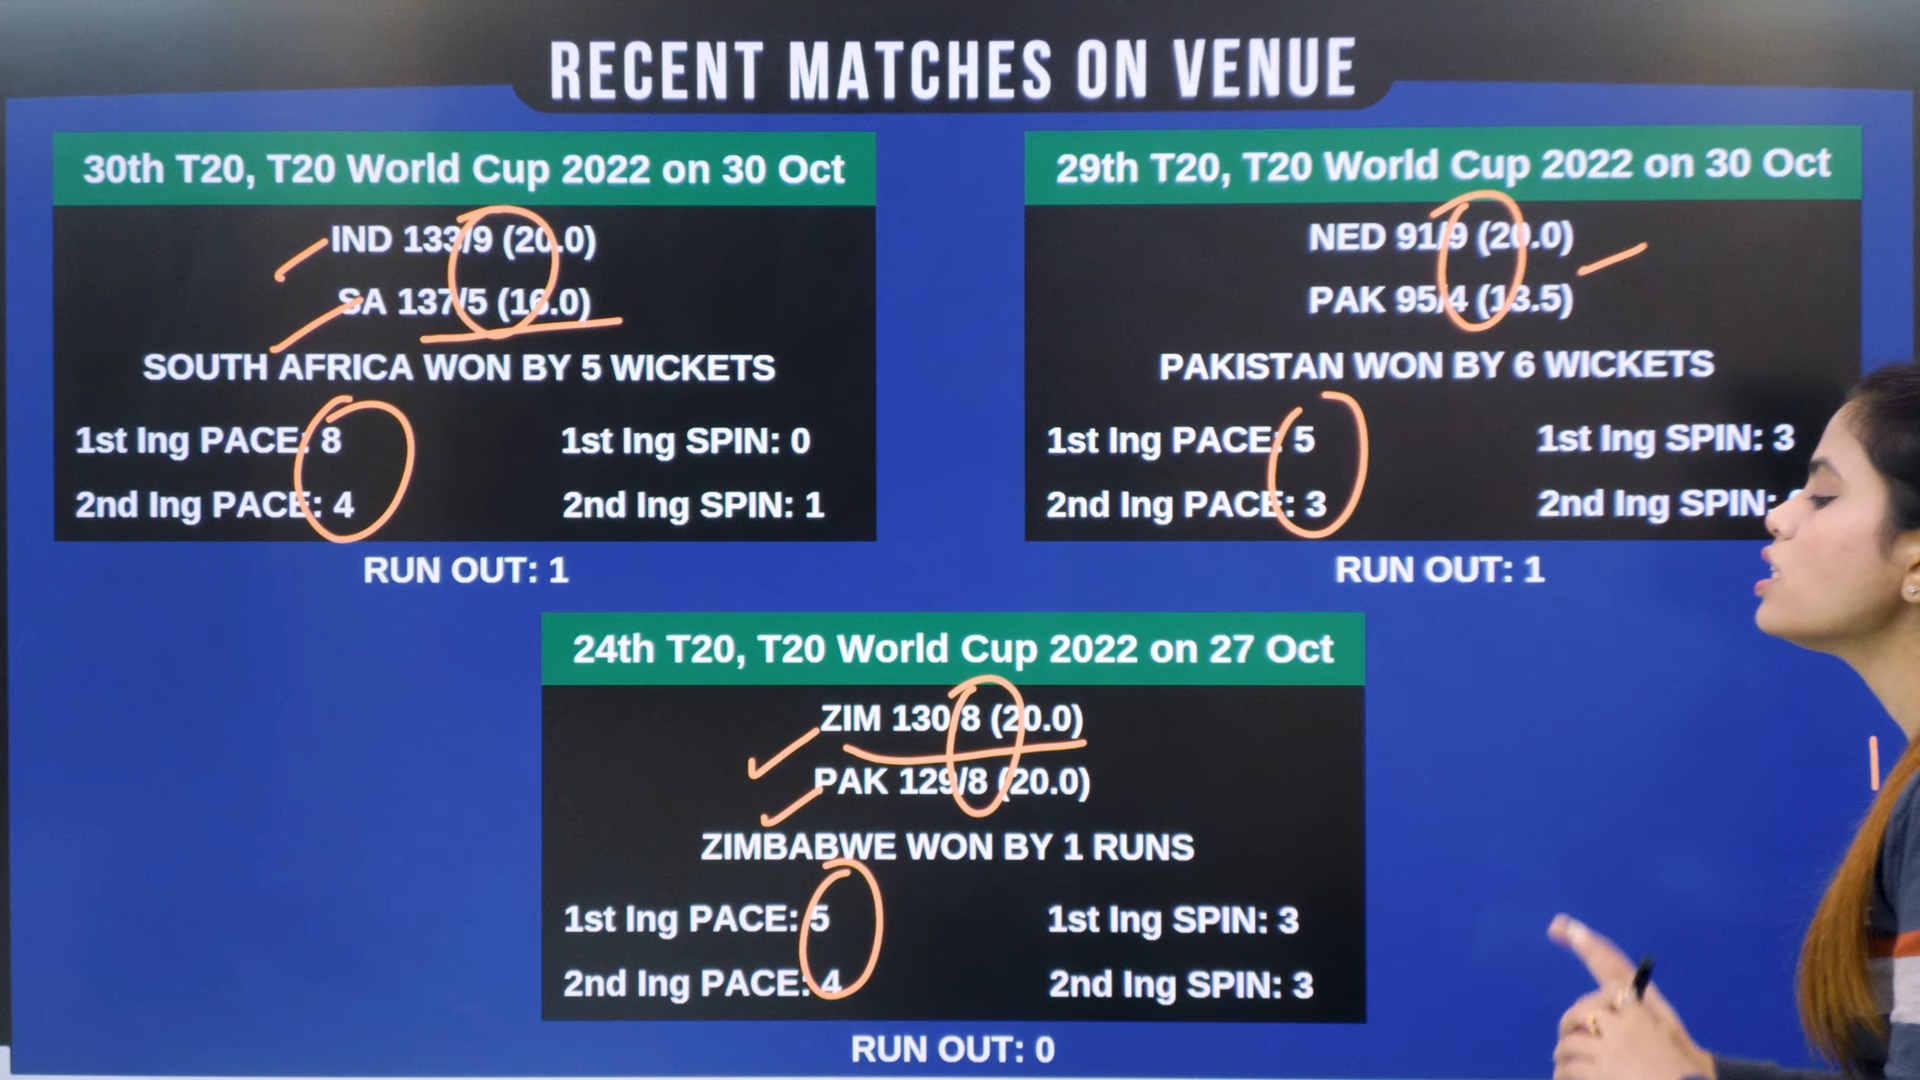 RECENT MATCHES ON VENUE
30th T20, T20 World Cup 2022 on 30 Oct
IND 133/9 (20.0)
SA 137/5 (16.0)
SOUTH AFRICA WON BY 5 WICKETS
1st Ing PACE: 8 1st Ing SPIN: 0
2nd Ing PACE: 4 2nd Ing SPIN: 1
RUN OUT: 1
29th T20, T20 World Cup 2022 on 30 Oct
NED 91/9 (20.0)
PAK 95/4 (13.5)
PAKISTAN WON BY 6 WICKETS
1st Ing PACE: 5 1st Ing SPIN: 3
2nd Ing PACE: 3 2nd Ing SPIN:
RUN OUT: 1
24th T20, T20 World Cup 2022 on 27 Oct
ZIM 130/8 (20.0)
PAK 129/8 (20.0)
ZIMBABWE WON BY 1 RUNS
1st Ing PACE: 5 1st Ing SPIN: 3
2nd Ing PACE: 4 2nd Ing SPIN: 3
RUN OUT: 0